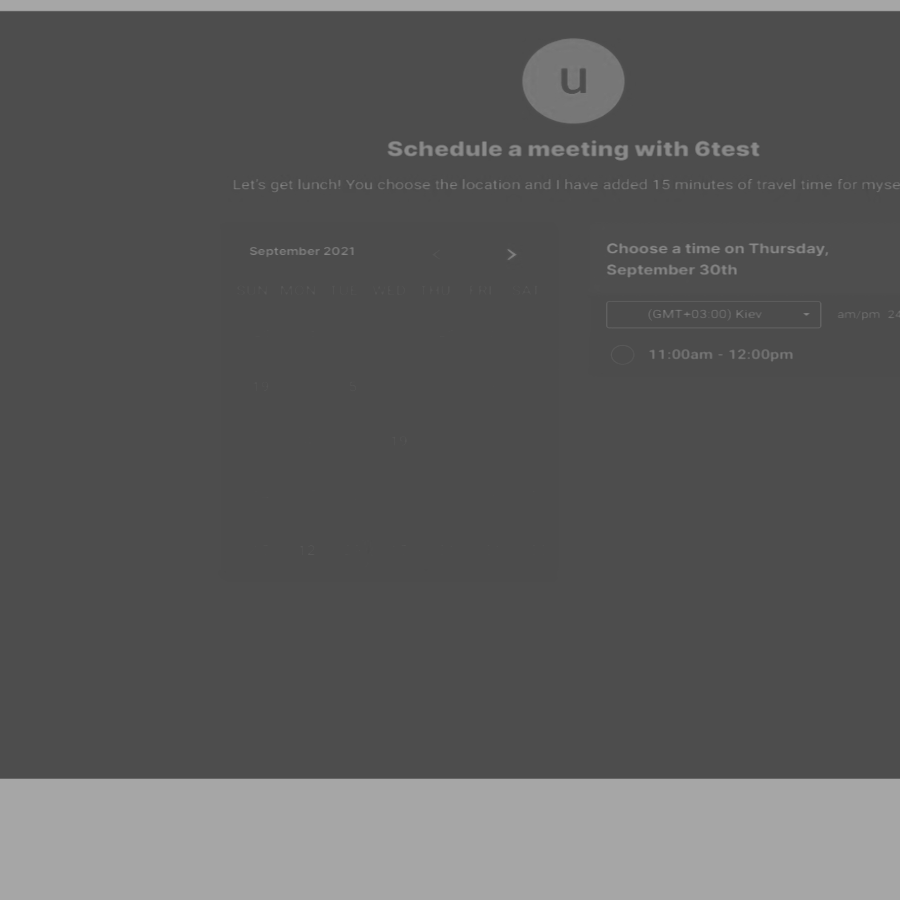 u
Schedule a meeting with 6test
Let's get lunch! You choose the location and I have added 15 minutes of travel time for myse
September 2021
Choose a time on Thursday,
September 30th
SUN MON TUE WED THU FRI SAT
(GMT+03:00) Kiev
am/pm 24
11:00am - 12:00pm